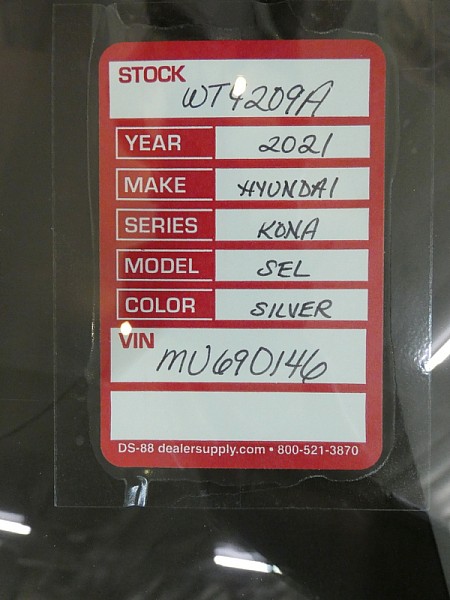 STOCK
WT4209A
YEAR 2021
MAKE HYUNDAI
SERIES KONA
MODEL SEL
COLOR SILVER
VIN
MU690146
DS-88 dealersupply.com • 800-521-3870